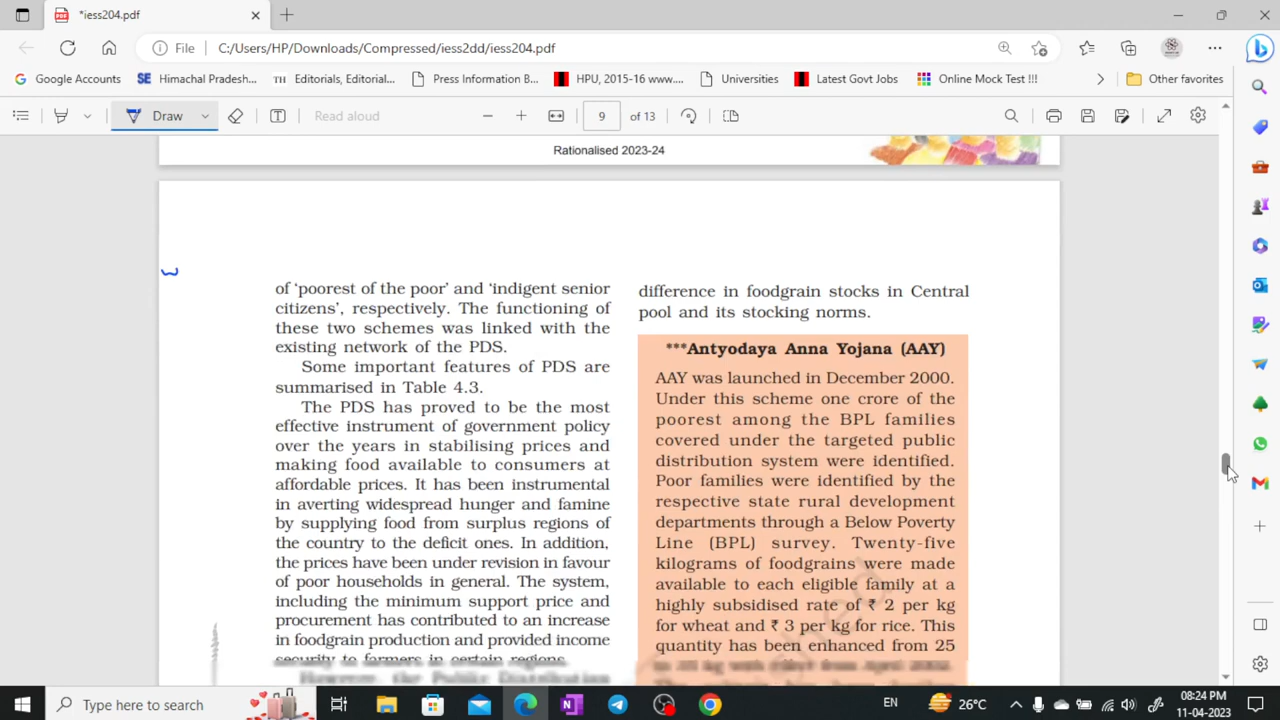 *iess204.pdf
File
C:/Users/HP/Downloads/Compressed/iess2dd/iess204.pdf
Google Accounts
SE Himachal Pradesh...
TH Editorials, Editorial...
Press Information B...
HPU, 2015-16 www....
Universities
Latest Govt Jobs
Online Mock Test !!!
Other favorites
Draw
Read aloud
9 of 13
Rationalised 2023-24
of ‘poorest of the poor’ and ‘indigent senior
citizens’, respectively. The functioning of
these two schemes was linked with the
existing network of the PDS.
Some important features of PDS are
summarised in Table 4.3.
The PDS has proved to be the most
effective instrument of government policy
over the years in stabilising prices and
making food available to consumers at
affordable prices. It has been instrumental
in averting widespread hunger and famine
by supplying food from surplus regions of
the country to the deficit ones. In addition,
the prices have been under revision in favour
of poor households in general. The system,
including the minimum support price and
procurement has contributed to an increase
in foodgrain production and provided income
security to farmers in certain regions.
However, the Public Distribution
difference in foodgrain stocks in Central
pool and its stocking norms.
***Antyodaya Anna Yojana (AAY)
AAY was launched in December 2000.
Under this scheme one crore of the
poorest among the BPL families
covered under the targeted public
distribution system were identified.
Poor families were identified by the
respective state rural development
departments through a Below Poverty
Line (BPL) survey. Twenty-five
kilograms of foodgrains were made
available to each eligible family at a
highly subsidised rate of ₹ 2 per kg
for wheat and ₹ 3 per kg for rice. This
quantity has been enhanced from 25
Type here to search
EN
26°C
08:24 PM
11-04-2023